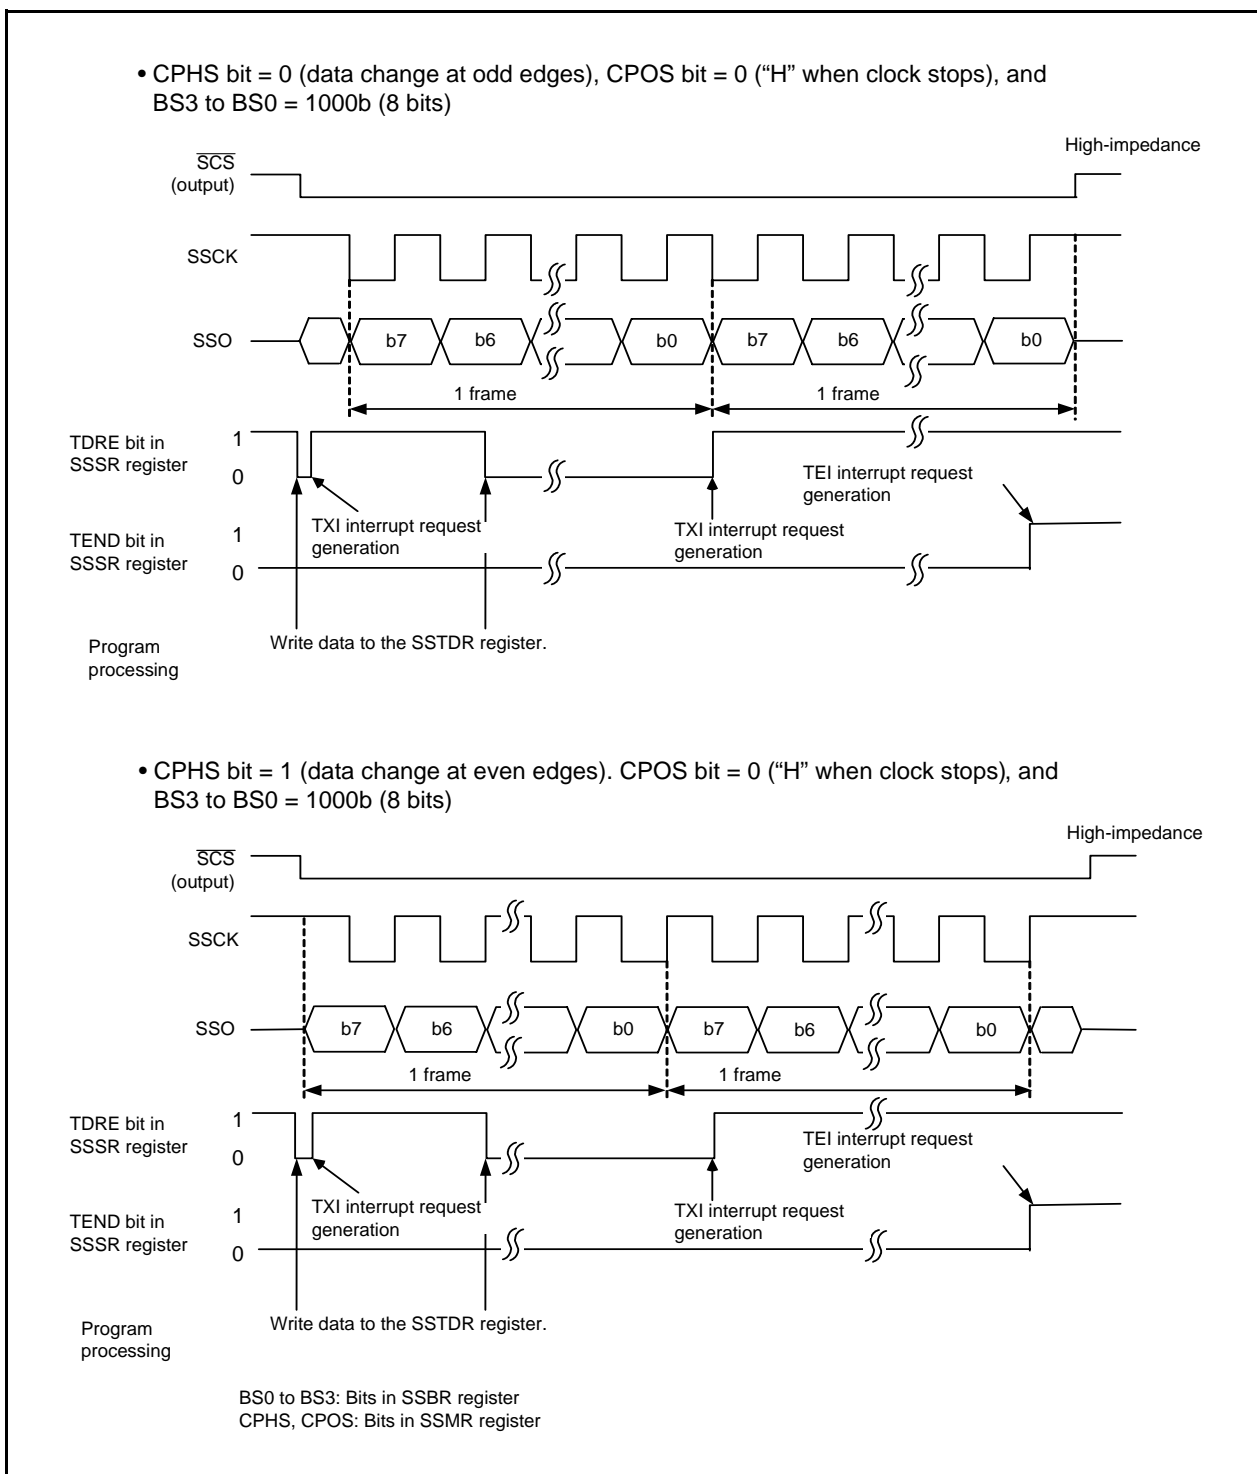 • CPHS bit = 0 (data change at odd edges), CPOS bit = 0 (“H” when clock stops), and
BS3 to BS0 = 1000b (8 bits)
High-impedance
SCS
(output)
SSCK
SSO
b7
b6
b0
b7
b6
b0
1 frame
1 frame
TDRE bit in
SSSR register
1
0
TEI interrupt request
generation
TXI interrupt request
generation
TXI interrupt request
generation
TEND bit in
SSSR register
1
0
Program
processing
Write data to the SSTDR register.
• CPHS bit = 1 (data change at even edges). CPOS bit = 0 (“H” when clock stops), and
BS3 to BS0 = 1000b (8 bits)
High-impedance
SCS
(output)
SSCK
SSO
b7
b6
b0
b7
b6
b0
1 frame
1 frame
TDRE bit in
SSSR register
1
0
TEI interrupt request
generation
TXI interrupt request
generation
TXI interrupt request
generation
TEND bit in
SSSR register
1
0
Program
processing
Write data to the SSTDR register.
BS0 to BS3: Bits in SSBR register
CPHS, CPOS: Bits in SSMR register